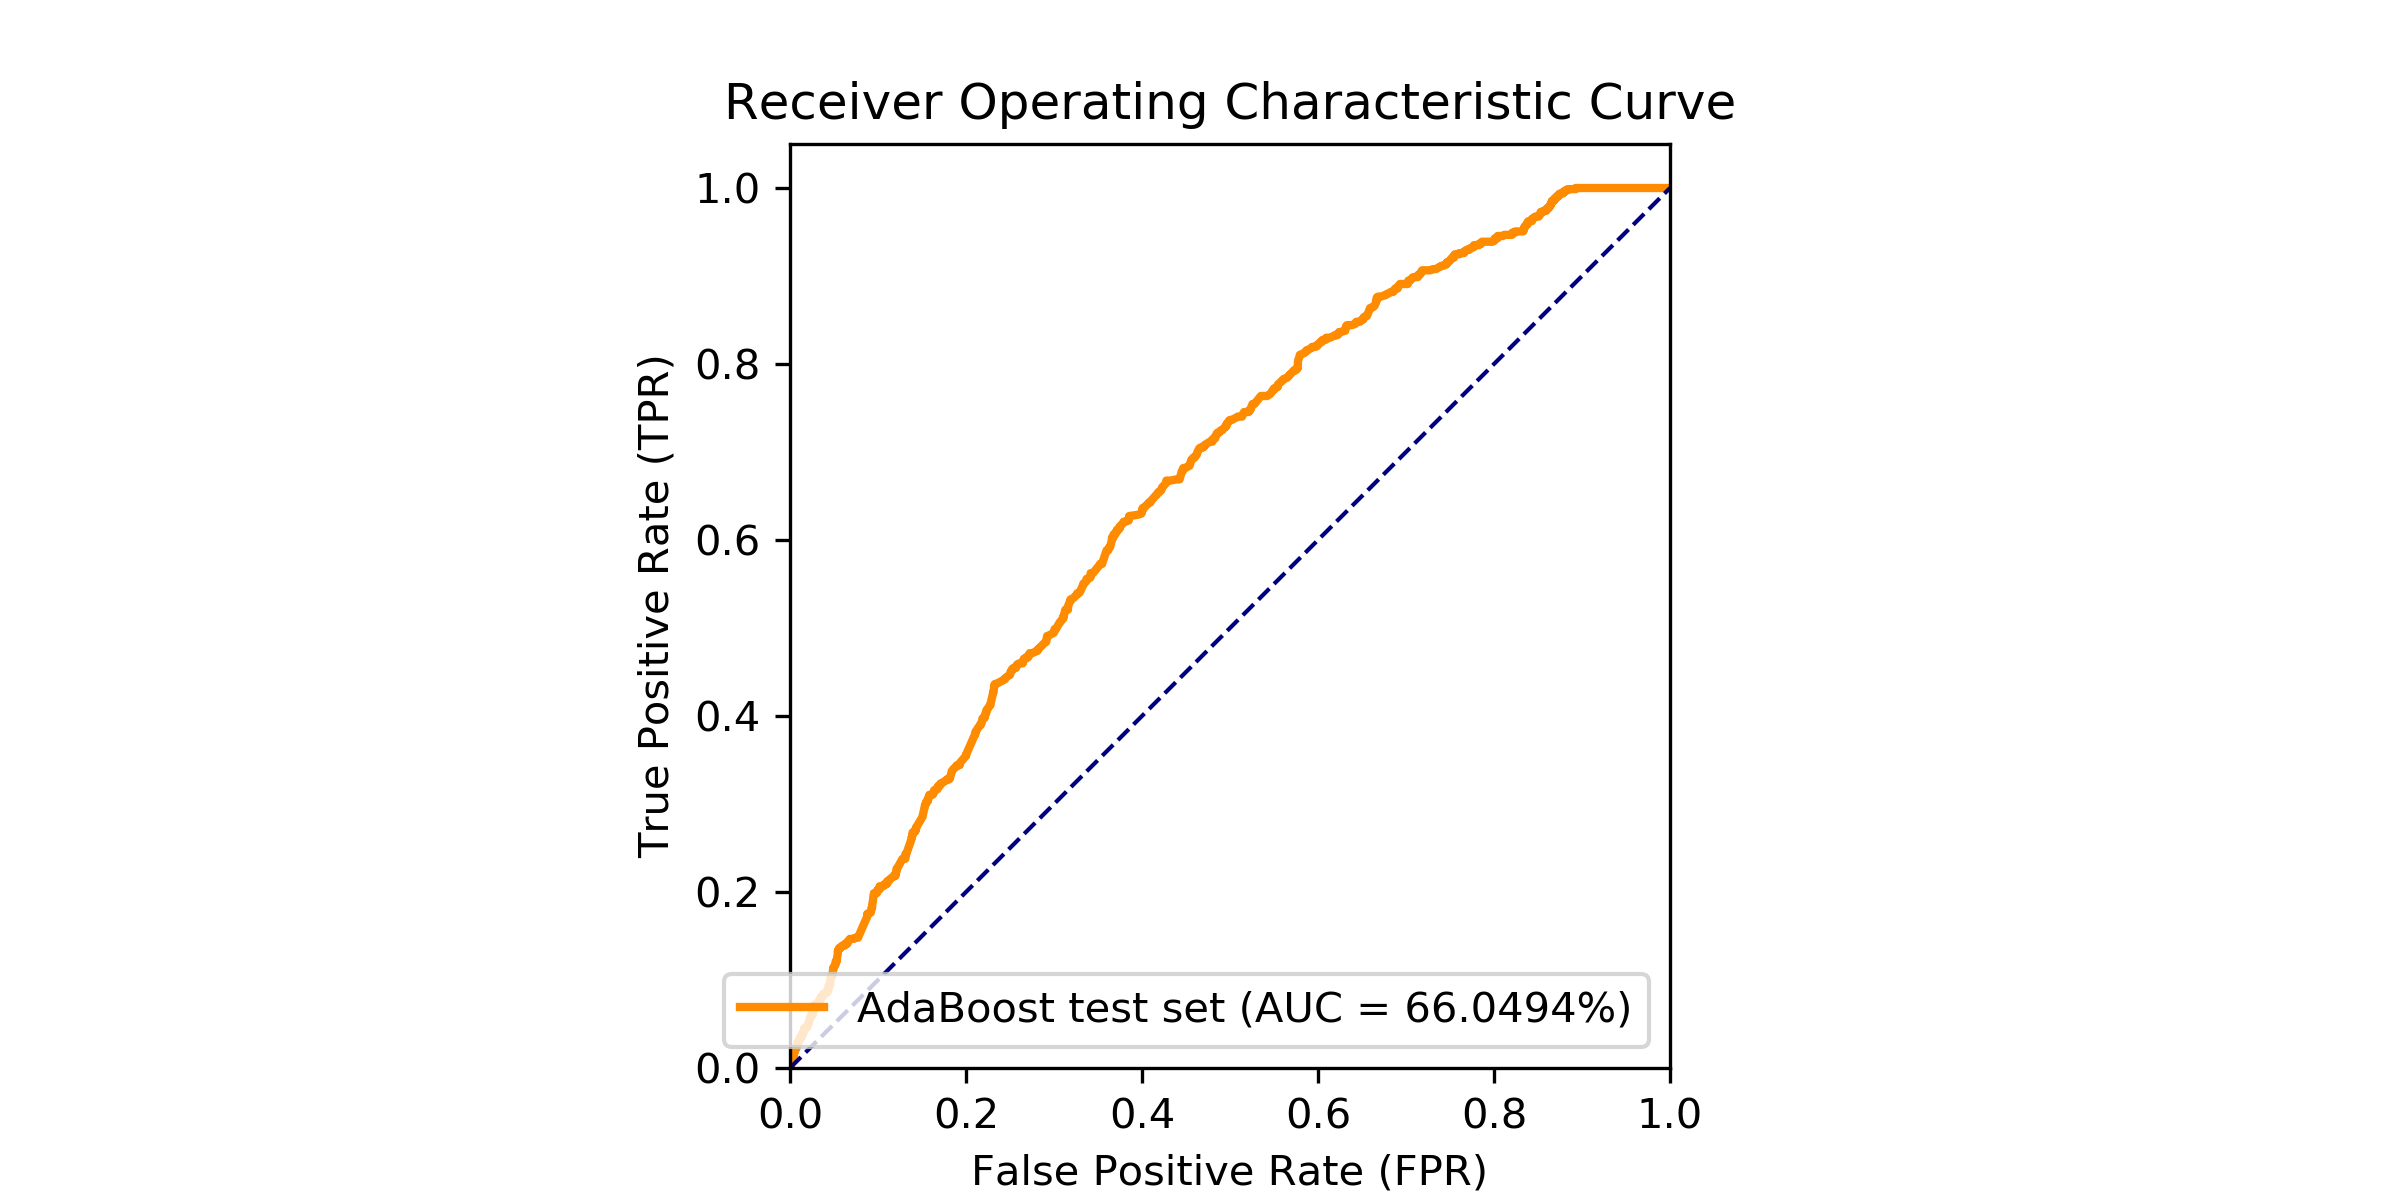 Receiver Operating Characteristic Curve
True Positive Rate (TPR)
1.0
0.8
0.6
0.4
0.2
0.0
AdaBoost test set (AUC = 66.0494%)
0.0 0.2 0.4 0.6 0.8 1.0
False Positive Rate (FPR)